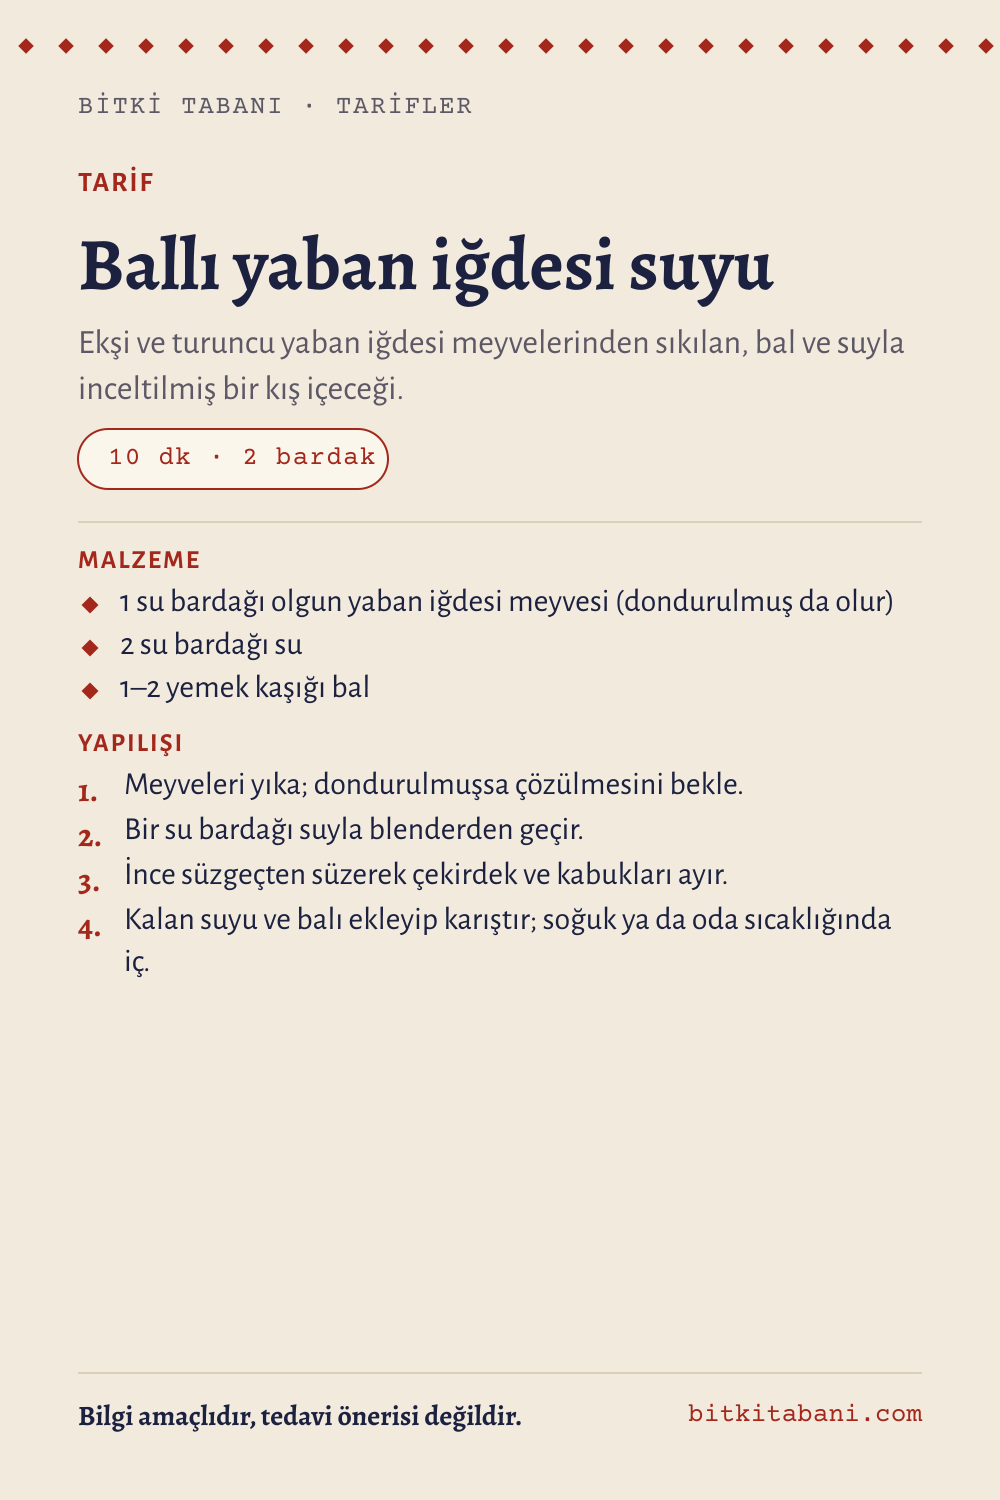 BİTKİ TABANI · TARİFLER
TARİF
Ballı yaban iğdesi suyu
Ekşi ve turuncu yaban iğdesi meyvelerinden sıkılan, bal ve suyla
inceltilmiş bir kış içeceği.
10 dk · 2 bardak
MALZEME
◆ 1 su bardağı olgun yaban iğdesi meyvesi (dondurulmuş da olur)
◆ 2 su bardağı su
◆ 1–2 yemek kaşığı bal
YAPILIŞI
1. Meyveleri yıka; dondurulmuşsa çözülmesini bekle.
2. Bir su bardağı suyla blenderden geçir.
3. İnce süzgeçten süzerek çekirdek ve kabukları ayır.
4. Kalan suyu ve balı ekleyip karıştır; soğuk ya da oda sıcaklığında
iç.
Bilgi amaçlıdır, tedavi önerisi değildir.
bitkitabani.com